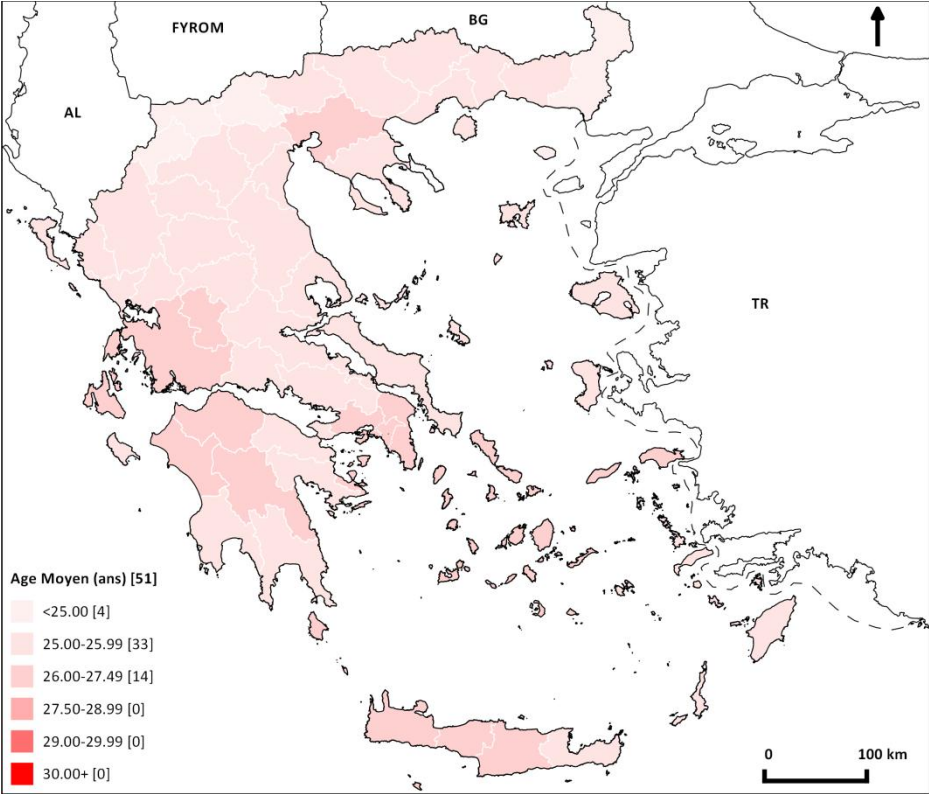 FYROM
BG
AL
TR
Age Moyen (ans) [51]
<25.00 [4]
25.00-25.99 [33]
26.00-27.49 [14]
27.50-28.99 [0]
29.00-29.99 [0]
30.00+ [0]
0 100 km